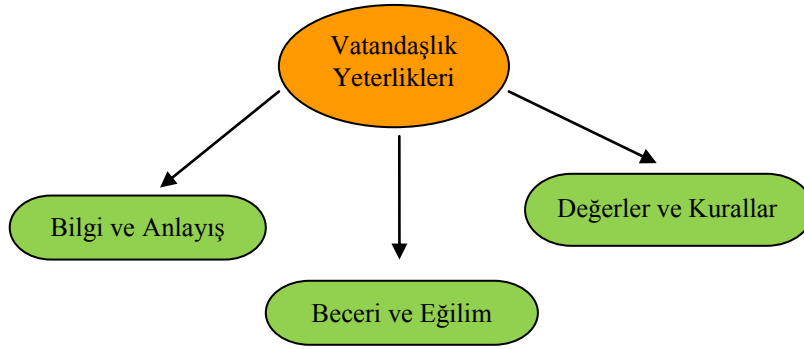 Vatandaşlık
Yeterlikleri
Bilgi ve Anlayış
Değerler ve Kurallar
Beceri ve Eğilim